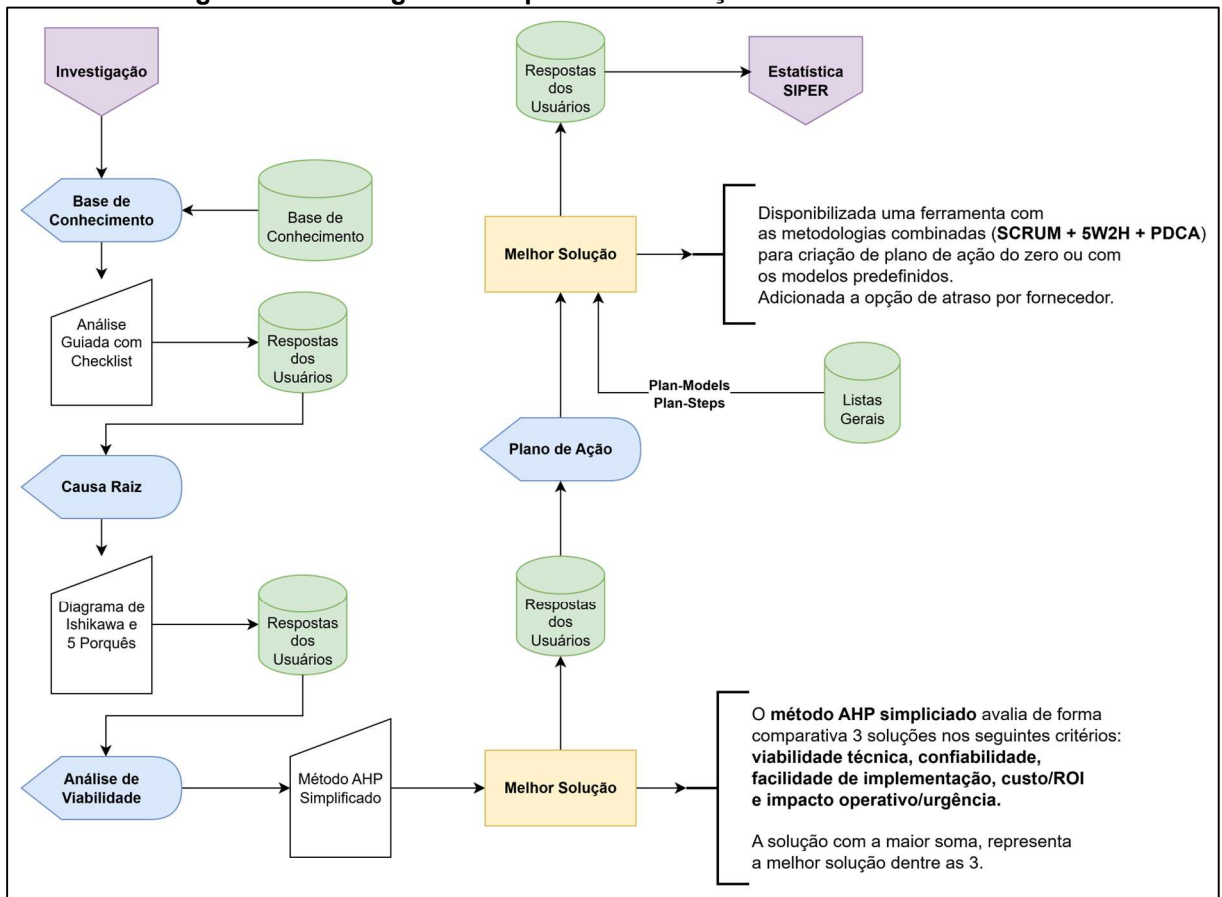 Investigação
Base de
Conhecimento
Base de
Conhecimento
Análise
Guiada com
Checklist
Respostas
dos
Usuários
Causa Raiz
Diagrama de
Ishikawa e
5 Porquês
Respostas
dos
Usuários
Análise de
Viabilidade
Método AHP
Simplificado
Melhor Solução
O método AHP simpliciado avalia de forma
comparativa 3 soluções nos seguintes critérios:
viabilidade técnica, confiabilidade,
facilidade de implementação, custo/ROI
e impacto operativo/urgência.
A solução com a maior soma, representa
a melhor solução dentre as 3.
Respostas
dos
Usuários
Plano de Ação
Plan-Models
Plan-Steps
Listas
Gerais
Melhor Solução
Disponibilizada uma ferramenta com
as metodologias combinadas (SCRUM + 5W2H + PDCA)
para criação de plano de ação do zero ou com
os modelos predefinidos.
Adicionada a opção de atraso por fornecedor.
Respostas
dos
Usuários
Estatística
SIPER